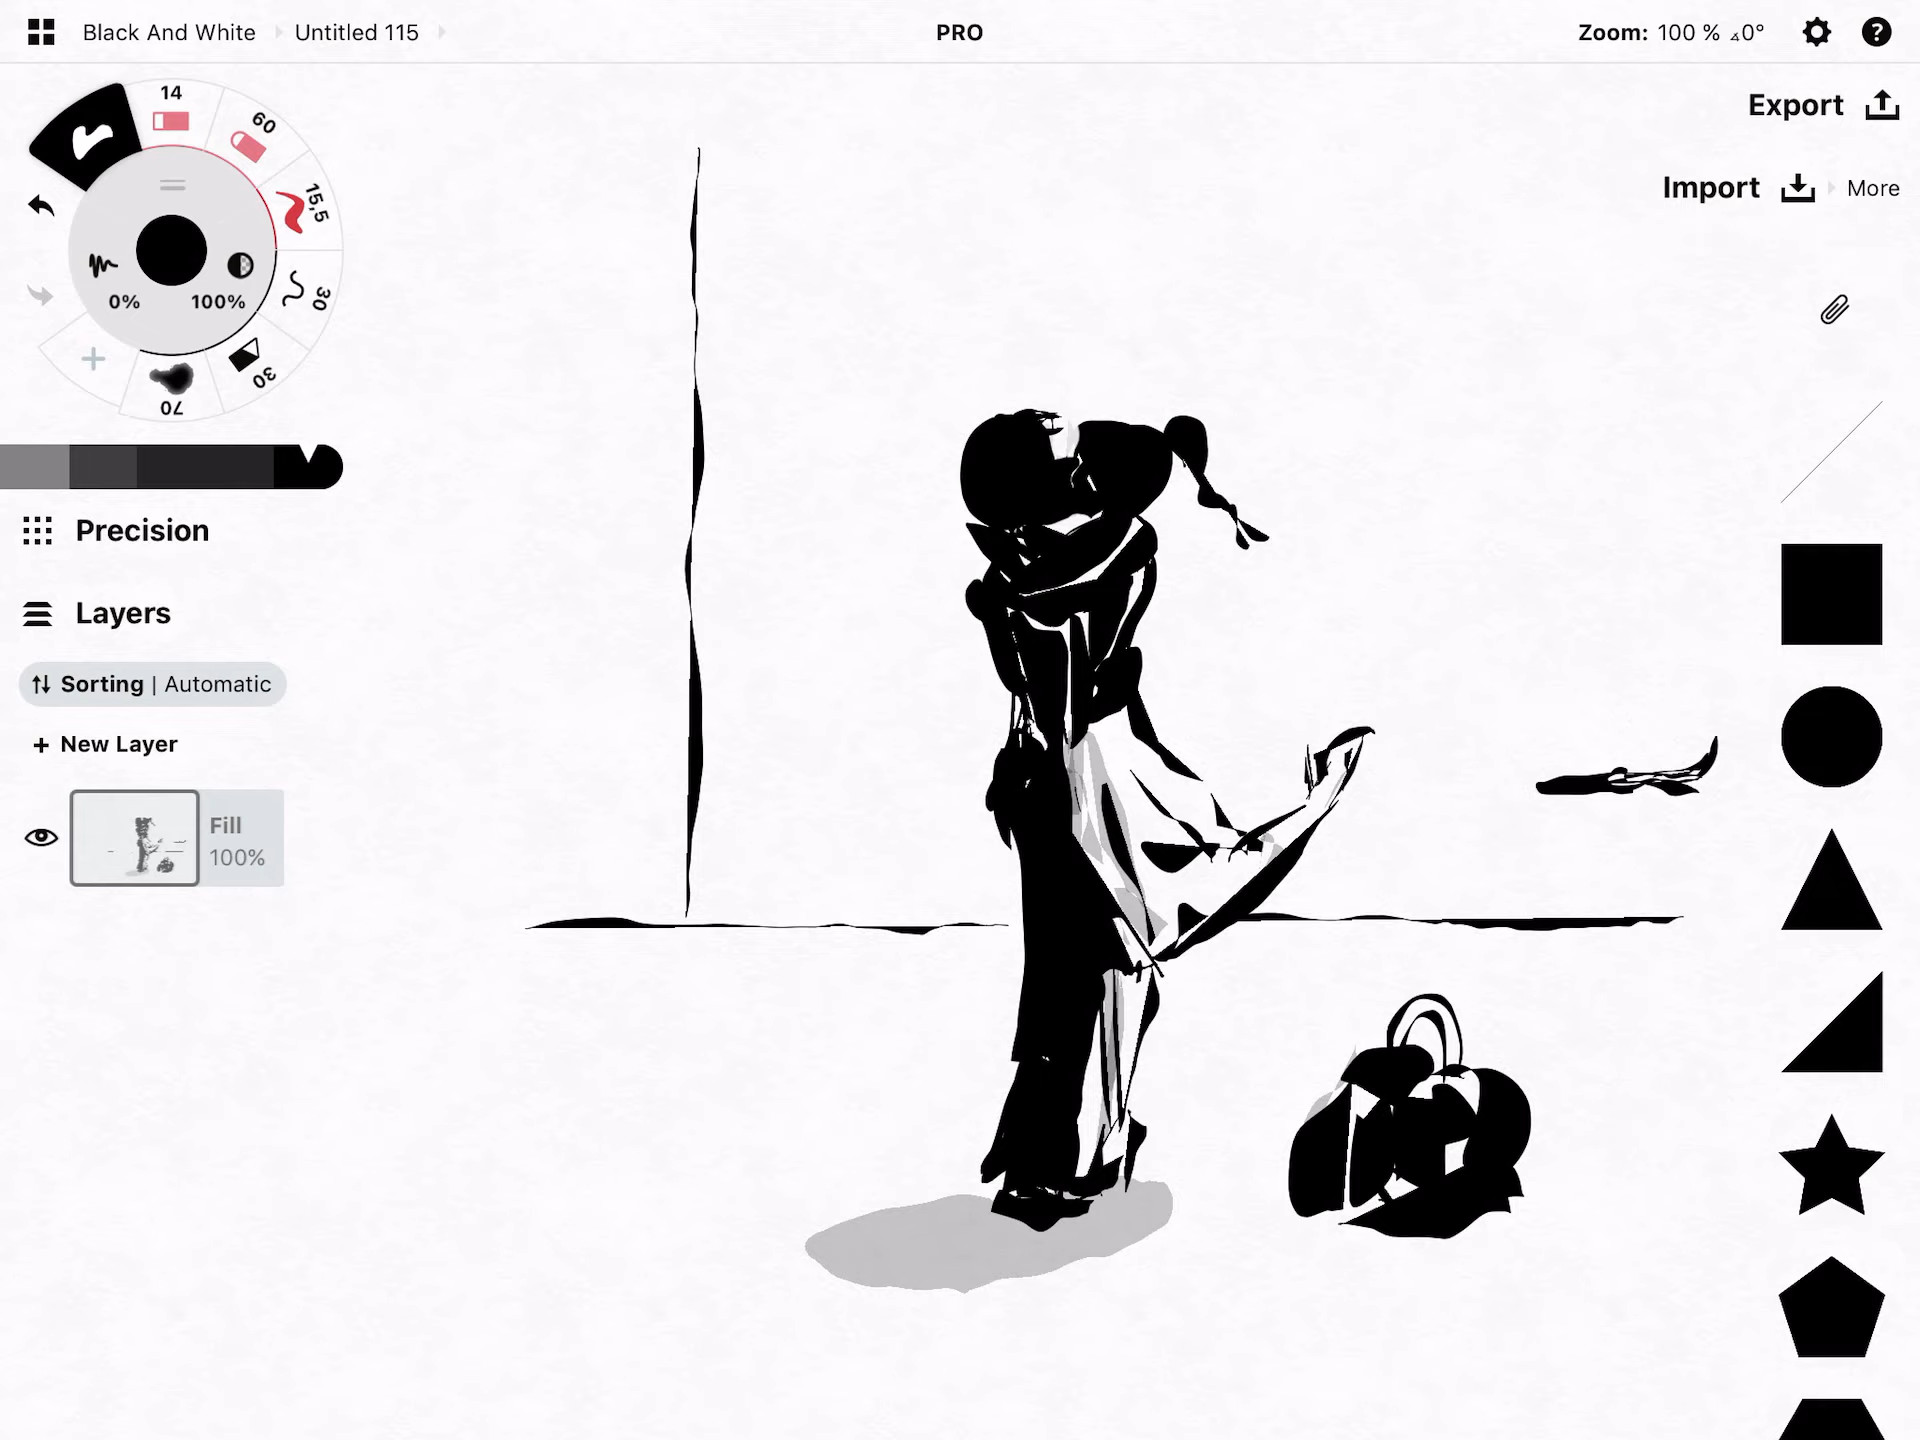 Black And White
Untitled 115
PRO
Zoom: 100 % ∡0°
Export
Import
More
14
60
15,5
30
30
70
0%
100%
Precision
Layers
Sorting | Automatic
+ New Layer
Fill
100%